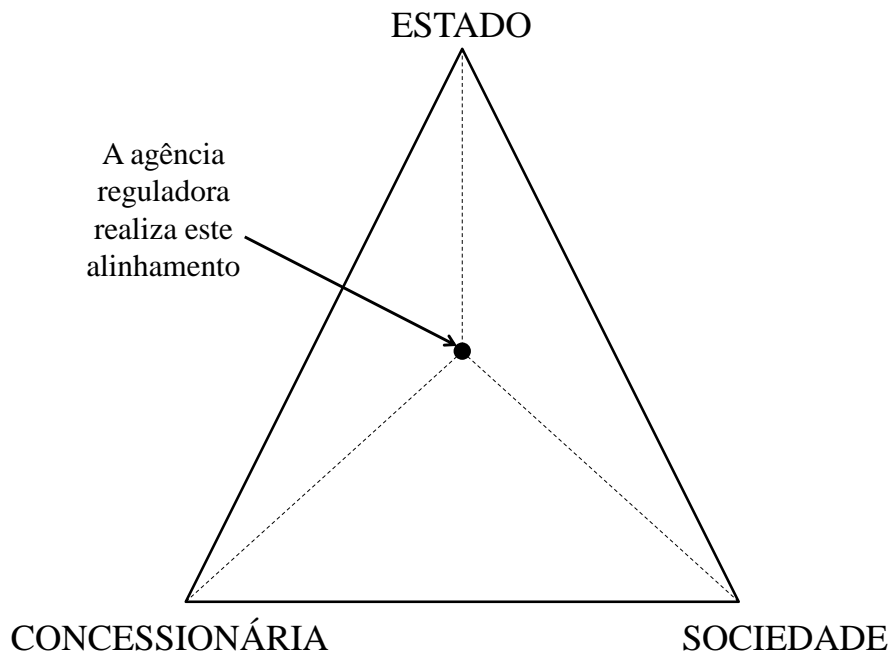 ESTADO
A agência
reguladora
realiza este
alinhamento
CONCESSIONÁRIA
SOCIEDADE